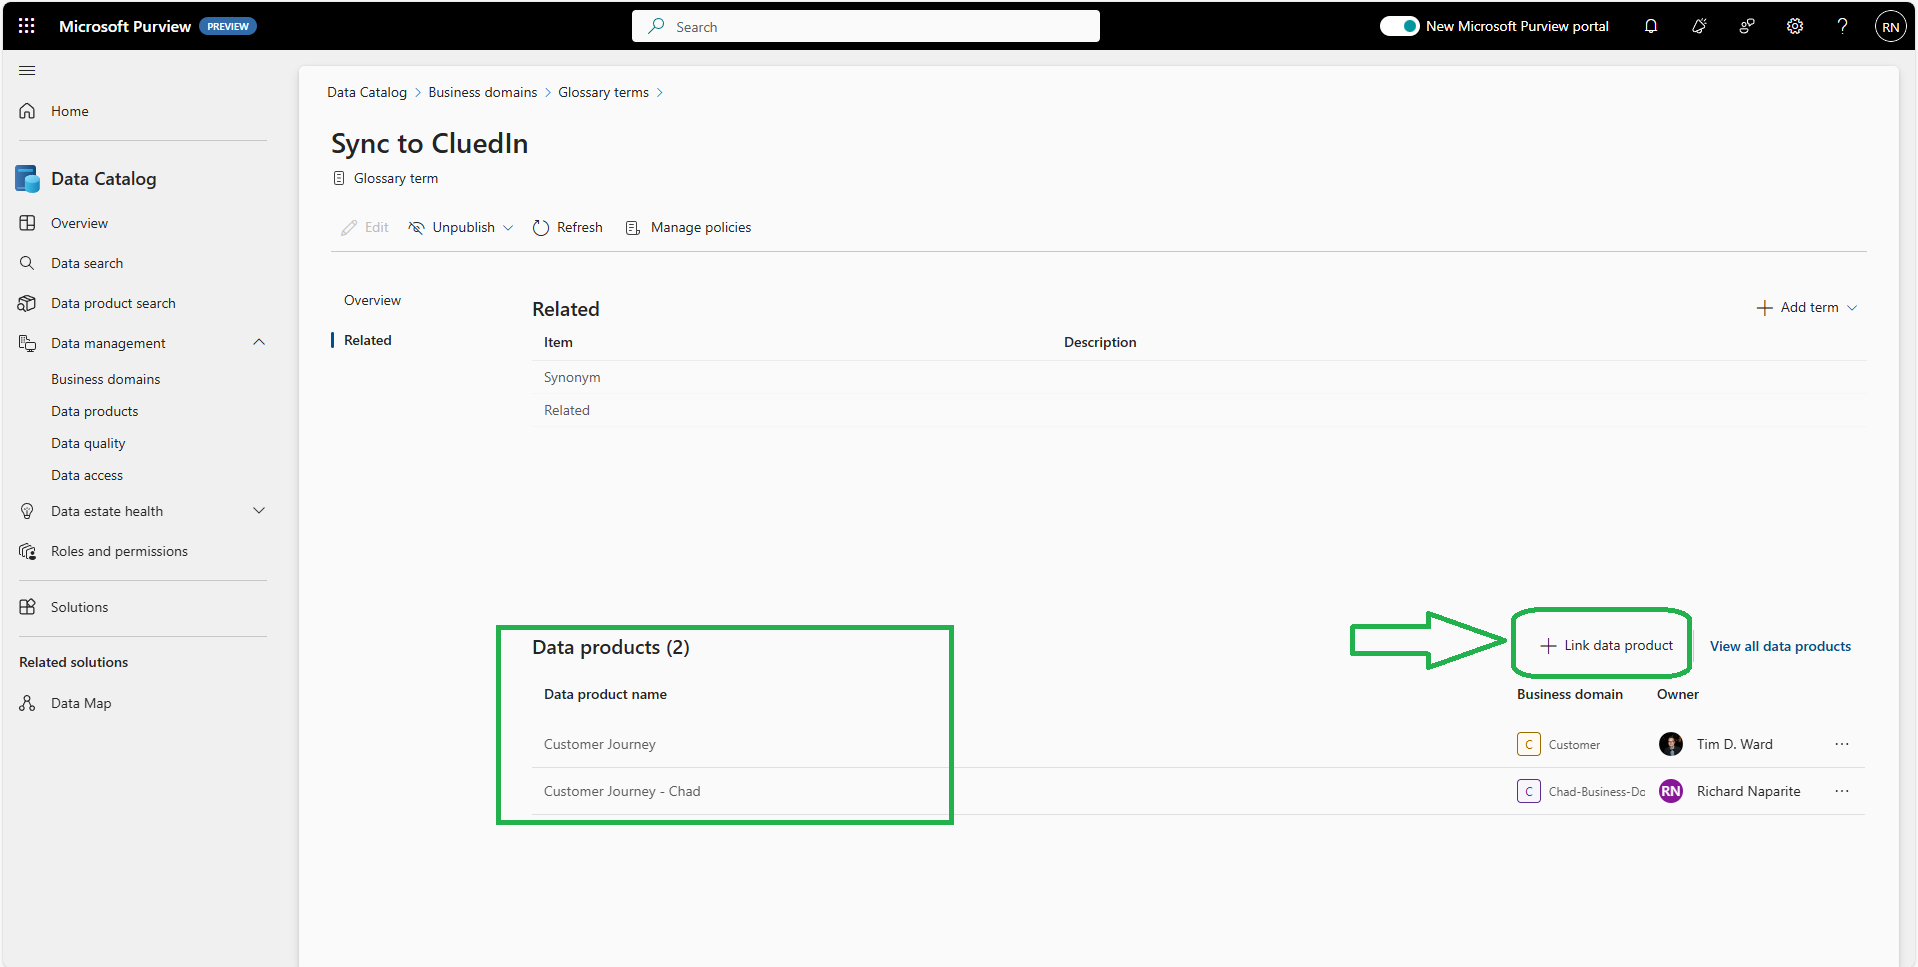 Microsoft Purview PREVIEW
Search
New Microsoft Purview portal
RN
Home
Data Catalog
Overview
Data search
Data product search
Data management
Business domains
Data products
Data quality
Data access
Data estate health
Roles and permissions
Solutions
Related solutions
Data Map
Data Catalog > Business domains > Glossary terms >
Sync to CluedIn
Glossary term
Edit Unpublish Refresh Manage policies
Overview
Related
Related
Add term
Item Description
Synonym
Related
Data products (2)
Link data product View all data products
Data product name Business domain Owner
Customer Journey C Customer Tim D. Ward
Customer Journey - Chad C Chad-Business-Do RN Richard Naparite